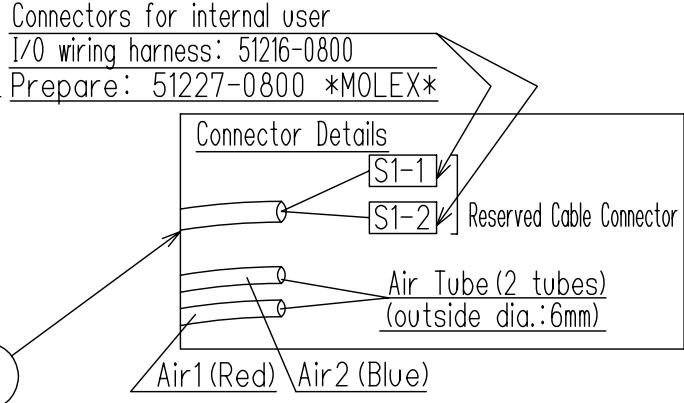 Connectors for internal user
I/O wiring harness: 51216-0800
Prepare: 51227-0800 *MOLEX*
Connector Details
S1-1
S1-2
Reserved Cable Connector
Air Tube(2 tubes)
(outside dia.:6mm)
Air1(Red)
Air2(Blue)